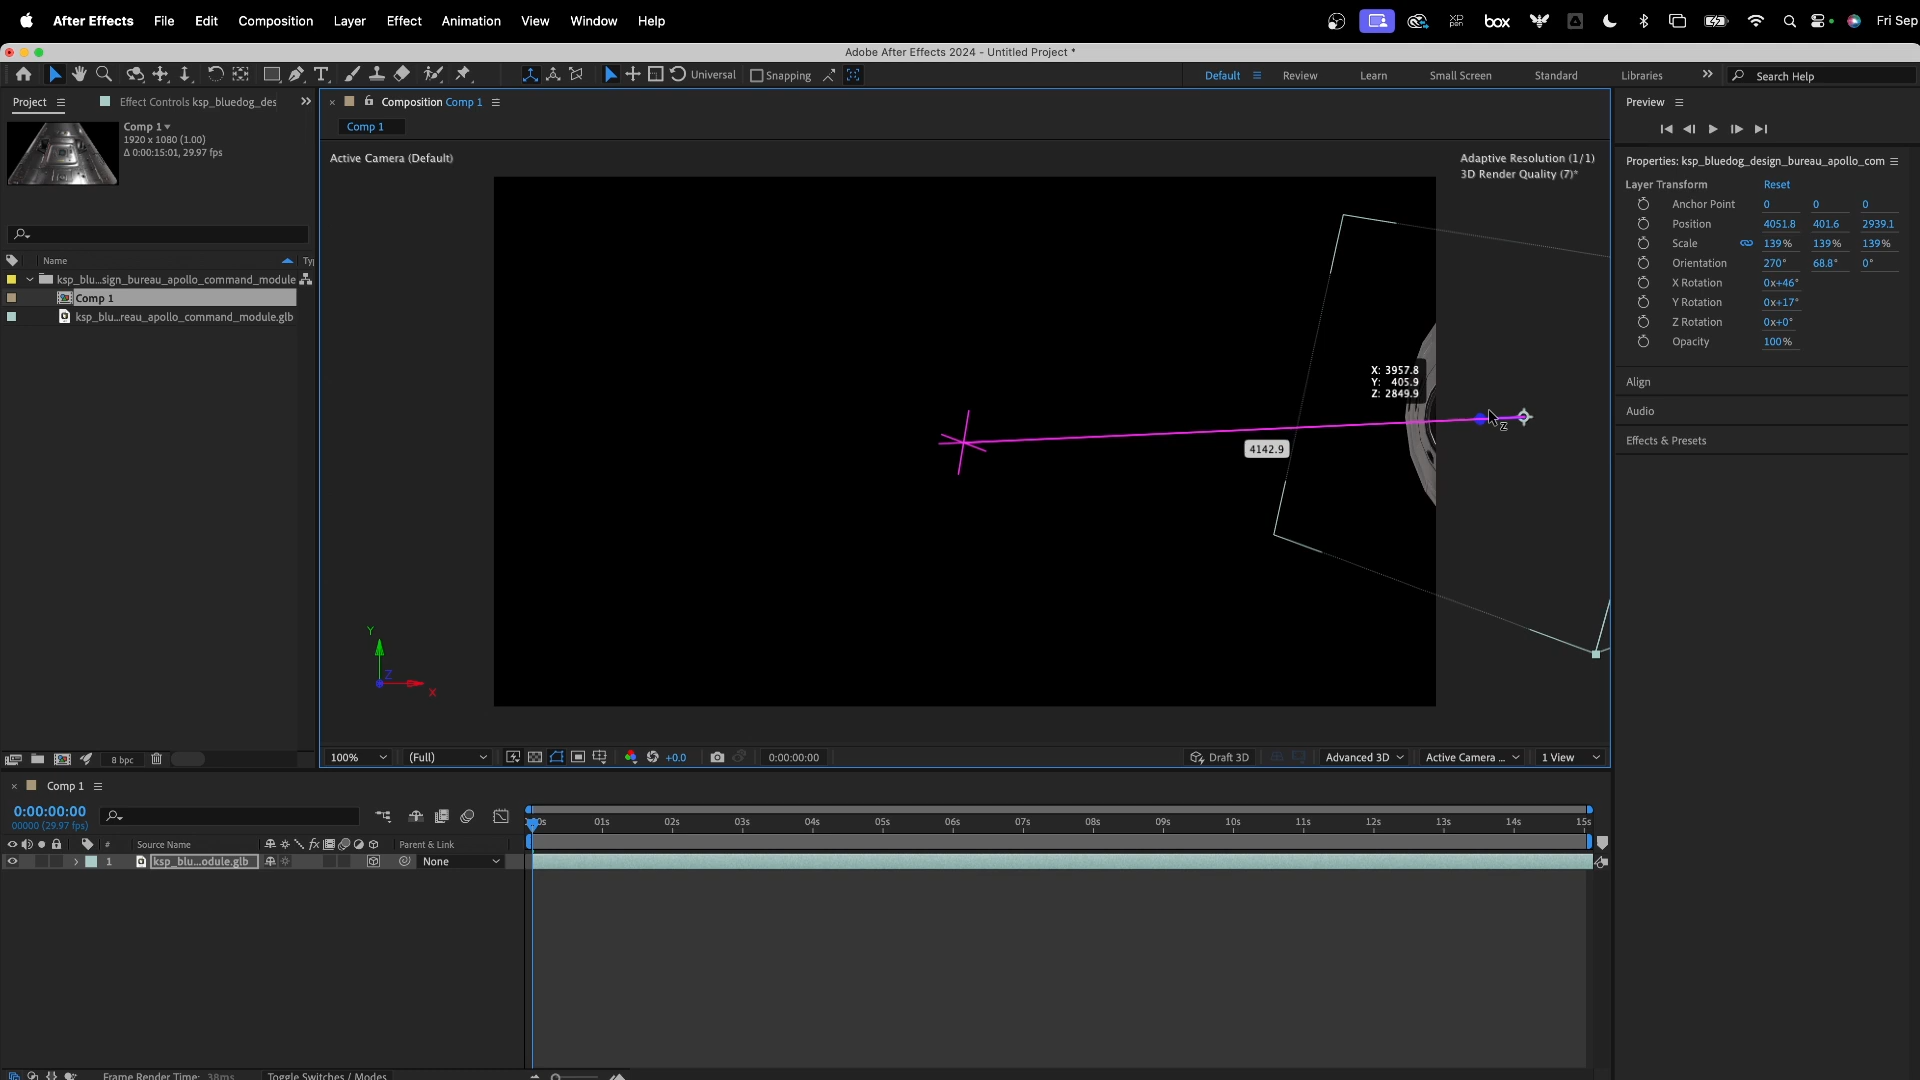 After Effects File Edit Composition Layer Effect Animation View Window Help
box
Fri Sep
Adobe After Effects 2024 - Untitled Project *
Universal
Snapping
Default Review Learn Small Screen Standard Libraries
Search Help
Project
Effect Controls ksp_bluedog_des
Comp 1
1920 x 1080 (1.00)
Δ 0:00:15:01, 29.97 fps
Name
Ty
ksp_blu...sign_bureau_apollo_command_module
Comp 1
ksp_blu...reau_apollo_command_module.glb
8 bpc
Composition Comp 1
Comp 1
Active Camera (Default)
Adaptive Resolution (1/1)
3D Render Quality (7)*
X: 3957.8
Y: 405.9
Z: 2849.9
Z
4142.9
Y
Z
X
100%
(Full)
+0.0
0:00:00:00
Draft 3D
Advanced 3D
Active Camera ...
1 View
Preview
Properties: ksp_bluedog_design_bureau_apollo_com
Layer Transform Reset
Anchor Point 0 0 0
Position 4051.8 401.6 2939.1
Scale 139% 139% 139%
Orientation 270° 68.8° 0°
X Rotation 0x+46°
Y Rotation 0x+17°
Z Rotation 0x+0°
Opacity 100%
Align
Audio
Effects & Presets
Comp 1
0:00:00:00
00000 (29.97 fps)
# Source Name
fx
Parent & Link
1 ksp_blu...odule.glb
None
01s 02s 03s 04s 05s 06s 07s 08s 09s 10s 11s 12s 13s 14s 15s
Frame Render Time: 38ms
Toggle Switches / Modes